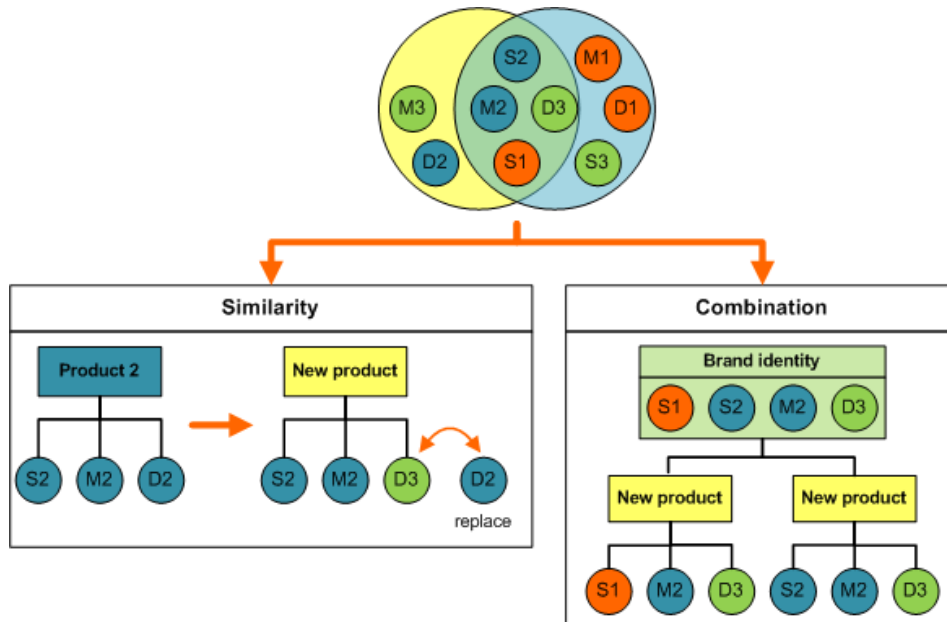 S2
M1
M3
M2
D3
D1
D2
S1
S3
Similarity
Combination
Product 2
New product
S2
M2
D2
S2
M2
D3
D2
replace
Brand identity
S1
S2
M2
D3
New product
New product
S1
M2
D3
S2
M2
D3